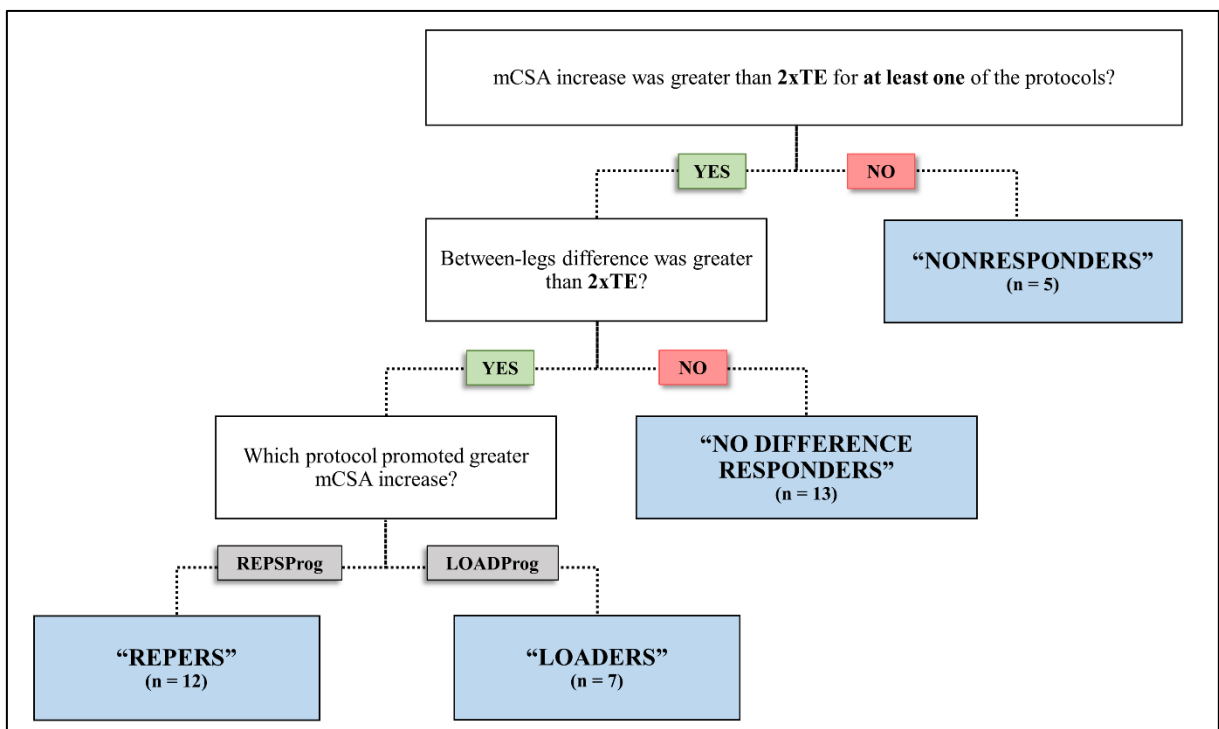 mCSA increase was greater than 2xTE for at least one of the protocols?
YES
NO
Between-legs difference was greater
than 2xTE?
“NONRESPONDERS”
(n = 5)
YES
NO
Which protocol promoted greater
mCSA increase?
“NO DIFFERENCE
RESPONDERS”
(n = 13)
REPSProg
LOADProg
“REPERS”
(n = 12)
“LOADERS”
(n = 7)